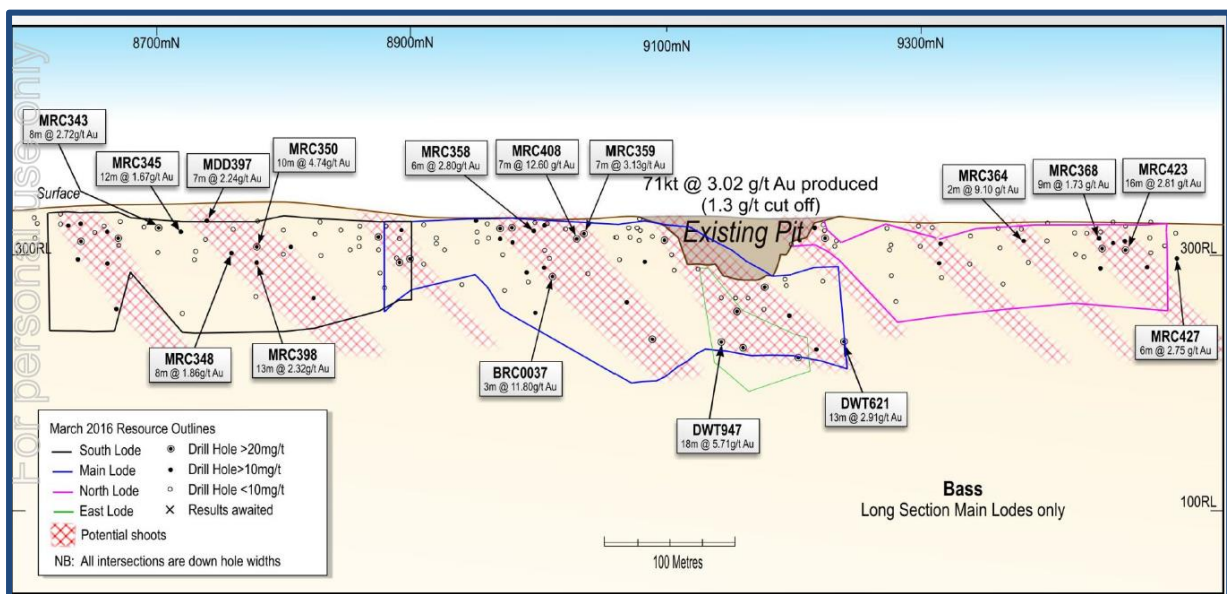 For personal use only
8700mN
8900mN
9100mN
9300mN
MRC343
8m @ 2.72g/t Au
MRC345
12m @ 1.67g/t Au
MDD397
7m @ 2.24g/t Au
MRC350
10m @ 4.74g/t Au
MRC358
6m @ 2.80g/t Au
MRC408
7m @ 12.60 g/t Au
MRC359
7m @ 3.13g/t Au
71kt @ 3.02 g/t Au produced
(1.3 g/t cut off)
Existing Pit
MRC364
2m @ 9.10 g/t Au
MRC368
9m @ 1.73 g/t Au
MRC423
16m @ 2.81 g/t Au
Surface
300RL
300RL
MRC348
8m @ 1.86g/t Au
MRC398
13m @ 2.32g/t Au
BRC0037
3m @ 11.80g/t Au
DWT947
18m @ 5.71g/t Au
DWT621
13m @ 2.91g/t Au
MRC427
6m @ 2.75 g/t Au
March 2016 Resource Outlines
South Lode
Main Lode
North Lode
East Lode
Drill Hole >20mg/t
Drill Hole>10mg/t
Drill Hole <10mg/t
Results awaited
Potential shoots
NB: All intersections are down hole widths
100 Metres
Bass
Long Section Main Lodes only
100RL